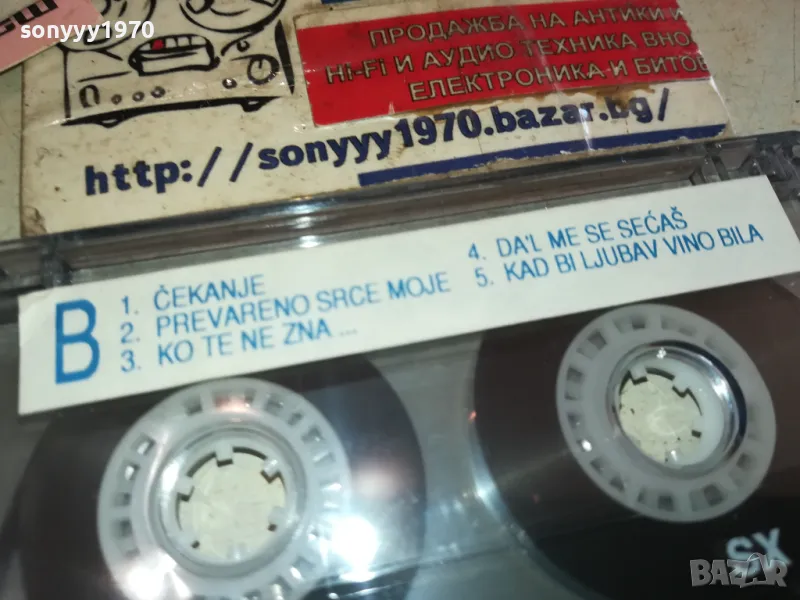 sonyyy1970
ПРОДАЖБА НА АНТИКИ И
HI-FI И АУДИО ТЕХНИКА ВНО
ЕЛЕКТРОНИКА И БИТОВ
http://sonyyy1970.bazar.bg/
B
1. ČEKANJE
2. PREVARENO SRCE MOJE
3. KO TE NE ZNA ...
4. DA'L ME SE SEĆAŠ
5. KAD BI LJUBAV VINO BILA
SX
BAZAR